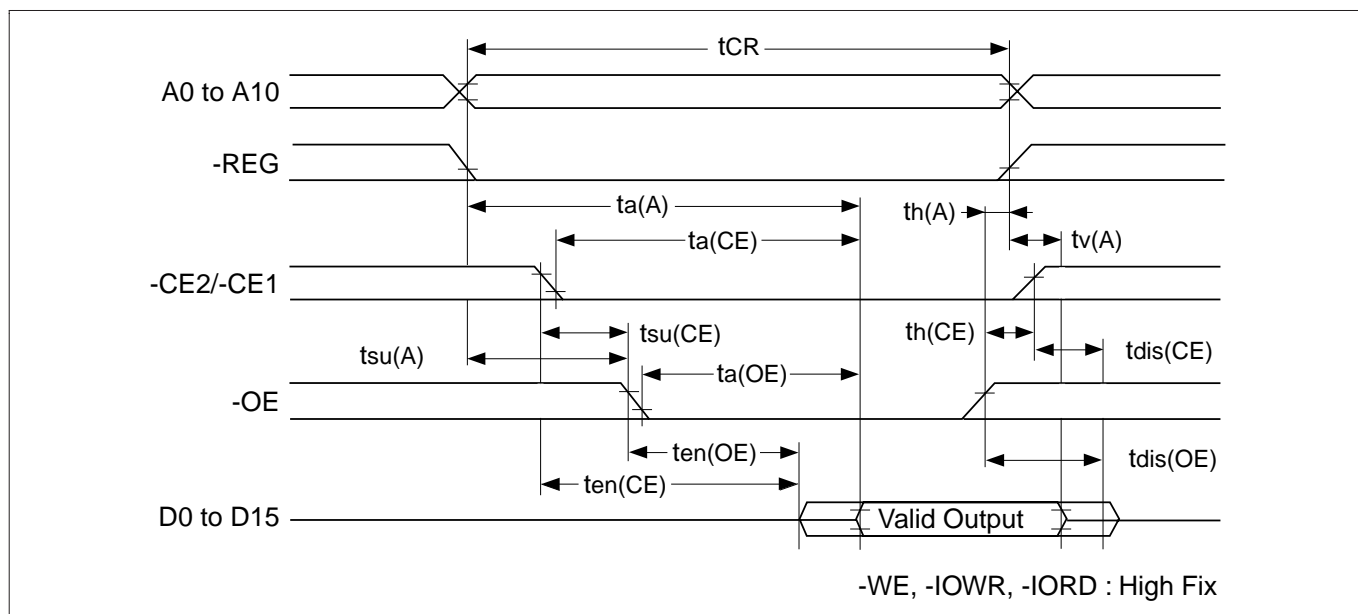 tCR
A0 to A10
-REG
ta(A)
th(A)
ta(CE)
tv(A)
-CE2/-CE1
tsu(CE)
th(CE)
tsu(A)
tdis(CE)
ta(OE)
-OE
ten(OE)
tdis(OE)
ten(CE)
D0 to D15
Valid Output
-WE, -IOWR, -IORD : High Fix